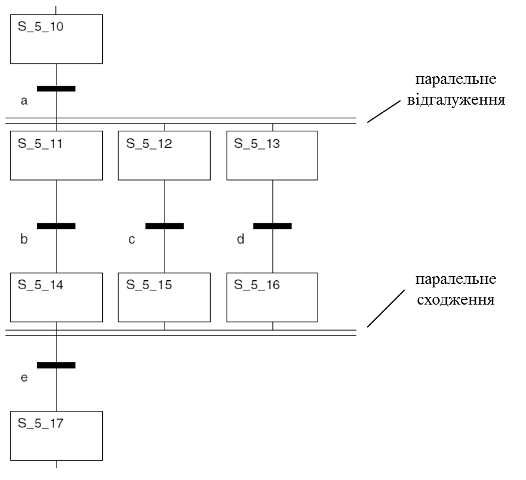 S_5_10
a
паралельне
відгалуження
S_5_11
S_5_12
S_5_13
b
c
d
S_5_14
S_5_15
S_5_16
паралельне
сходження
e
S_5_17